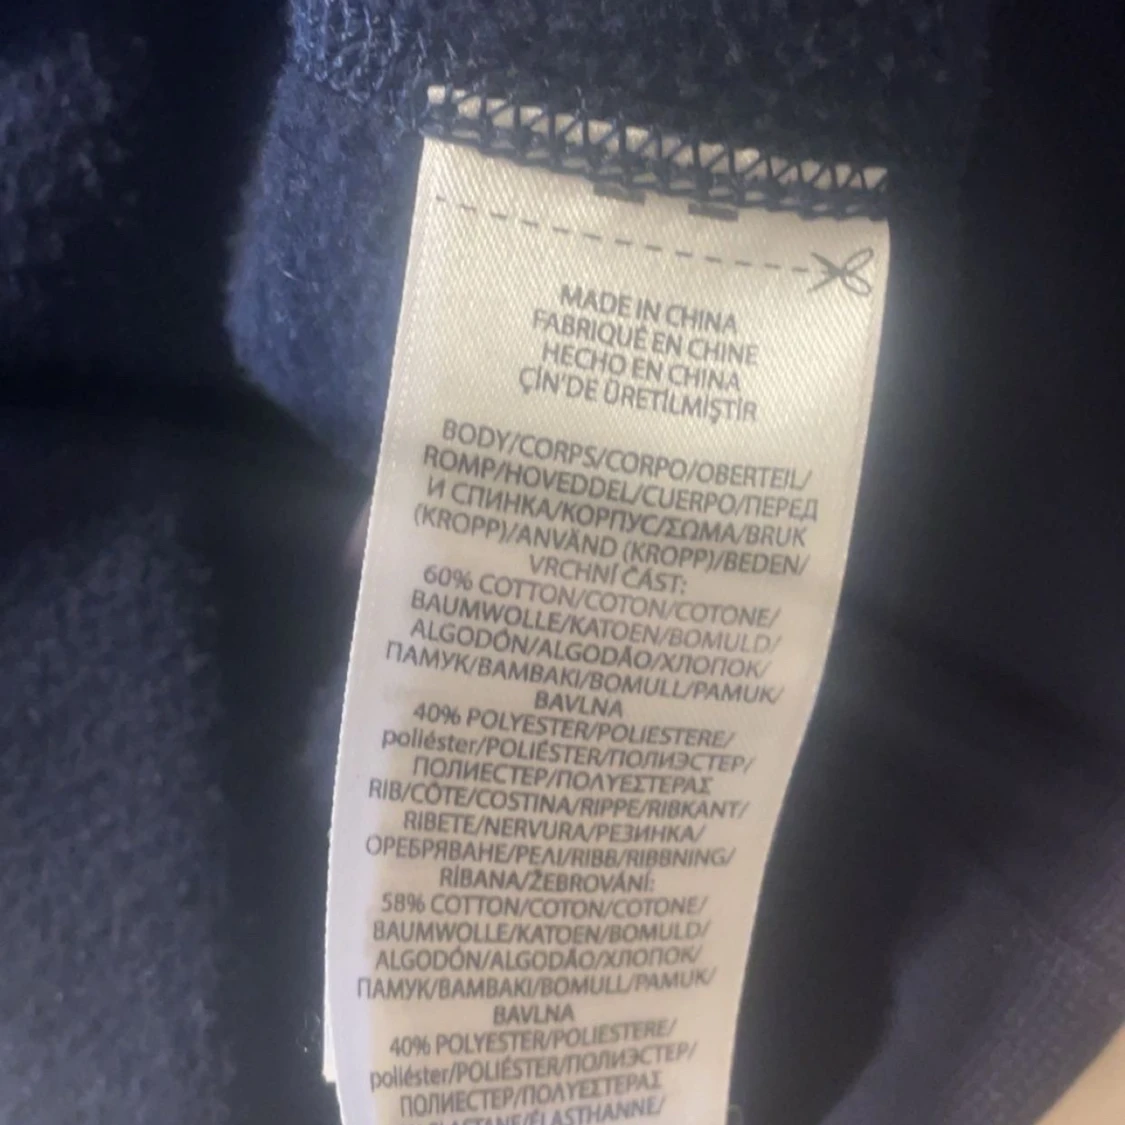 MADE IN CHINA
FABRIQUÉ EN CHINE
HECHO EN CHINA
ÇİN'DE ÜRETİLMİŞTİR
BODY/CORPS/CORPO/OBERTEIL/
ROMP/HOVEDDEL/CUERPO/ПЕРЕД
И СПИНКА/КОРПУС/ΣΩΜΑ/BRUK
(KROPP)/ANVÄND (KROPP)/BEDEN/
VRCHNÍ ČÁST:
60% COTTON/COTON/COTONE/
BAUMWOLLE/KATOEN/BOMULD/
ALGODÓN/ALGODÃO/ХЛОПОК/
ПАМУК/BAMBAKI/BOMULL/PAMUK/
BAVLNA
40% POLYESTER/POLIESTERE/
poliéster/POLIÉSTER/ПОЛИЭСТЕР/
ПОЛИЕСТЕР/ΠΟΛΥΕΣΤΕΡΑΣ
RIB/CÔTE/COSTINA/RIPPE/RIBKANT/
RIBETE/NERVURA/РЕЗИНКА/
ОРЕБРЯВАНЕ/ΡΕΛΙ/RIBB/RIBBNING/
RİBANA/ŽEBROVÁNÍ:
58% COTTON/COTON/COTONE/
BAUMWOLLE/KATOEN/BOMULD/
ALGODÓN/ALGODÃO/ХЛОПОК/
ПАМУК/BAMBAKI/BOMULL/PAMUK/
BAVLNA
40% POLYESTER/POLIESTERE/
poliéster/POLIÉSTER/ПОЛИЭСТЕР/
ПОЛИЕСТЕР/ΠΟΛΥΕΣΤΕΡΑΣ
/ÉLASTHANNE/